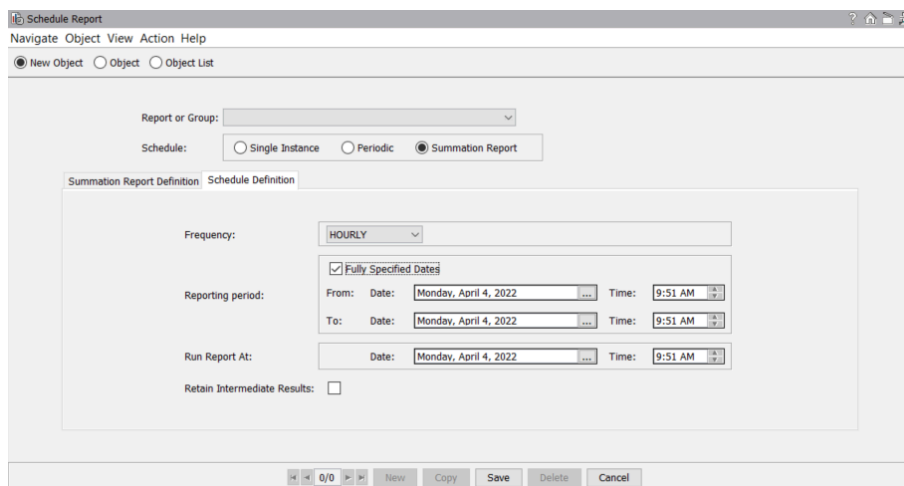 Schedule Report
Navigate Object View Action Help
New Object Object Object List
Report or Group:
Schedule: Single Instance Periodic Summation Report
Summation Report Definition Schedule Definition
Frequency: HOURLY
Fully Specified Dates
Reporting period: From: Date: Monday, April 4, 2022 ... Time: 9:51 AM
To: Date: Monday, April 4, 2022 ... Time: 9:51 AM
Run Report At: Date: Monday, April 4, 2022 ... Time: 9:51 AM
Retain Intermediate Results:
0/0 New Copy Save Delete Cancel